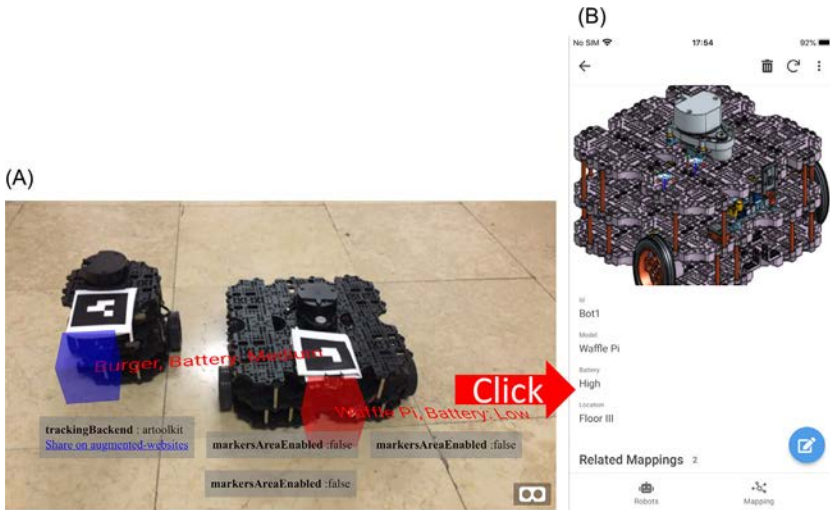 (B)
No SIM 17:54 92%
(A)
Burger, Battery: Medium
Waffle Pi, Battery: Low
Click
trackingBackend : artoolkit
Share on augmented-websites
markersAreaEnabled :false
markersAreaEnabled :false
markersAreaEnabled :false
Id
Bot1
Model
Waffle Pi
Battery
High
Location
Floor III
Related Mappings 2
Robots
Mapping